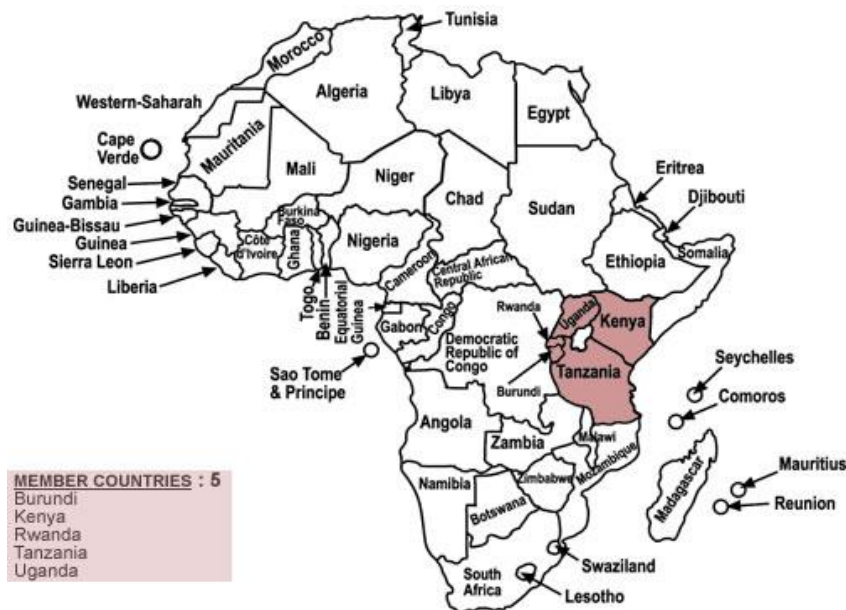 Tunisia
Morocco
Algeria
Libya
Egypt
Western-Saharah
Cape
Verde
Mauritania
Mali
Niger
Chad
Sudan
Eritrea
Djibouti
Senegal
Gambia
Guinea-Bissau
Guinea
Sierra Leon
Liberia
Burkina
Faso
Côte
d'Ivoire
Ghana
Togo
Benin
Nigeria
Cameroon
Central African
Republic
Ethiopia
Somalia
Equatorial
Guinea
Gabon
Congo
Sao Tome
& Principe
Democratic
Republic of
Congo
Rwanda
Uganda
Kenya
Burundi
Tanzania
Seychelles
Comoros
Angola
Zambia
Malawi
Mozambique
Zimbabwe
Namibia
Botswana
Madagascar
Mauritius
Reunion
Swaziland
South
Africa
Lesotho
MEMBER COUNTRIES : 5
Burundi
Kenya
Rwanda
Tanzania
Uganda